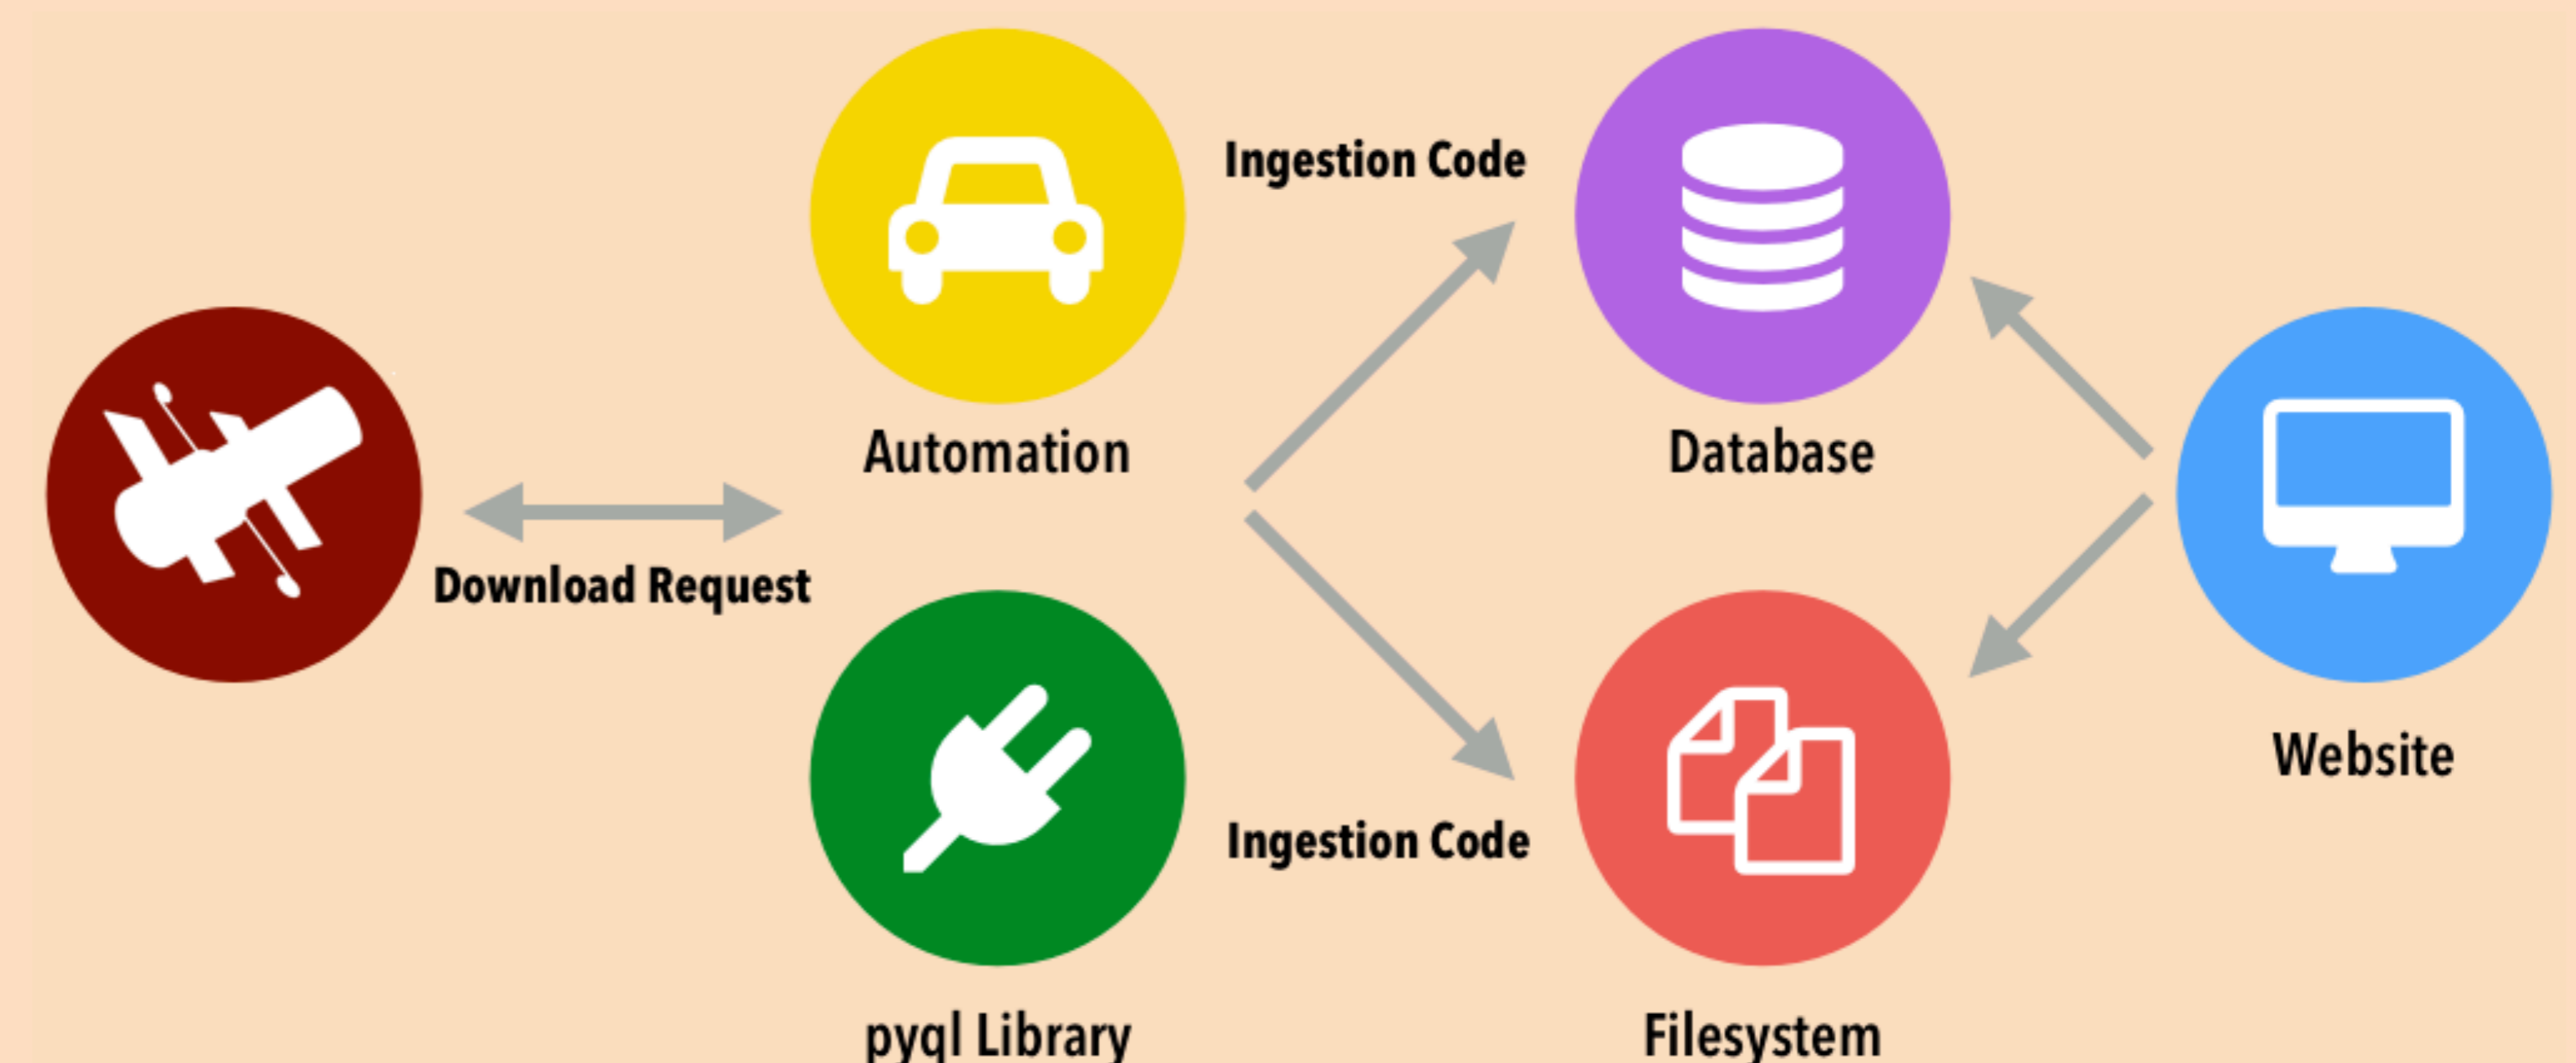 Ingestion Code
Automation
Database
Download Request
Website
Ingestion Code
pyql Library
Filesystem